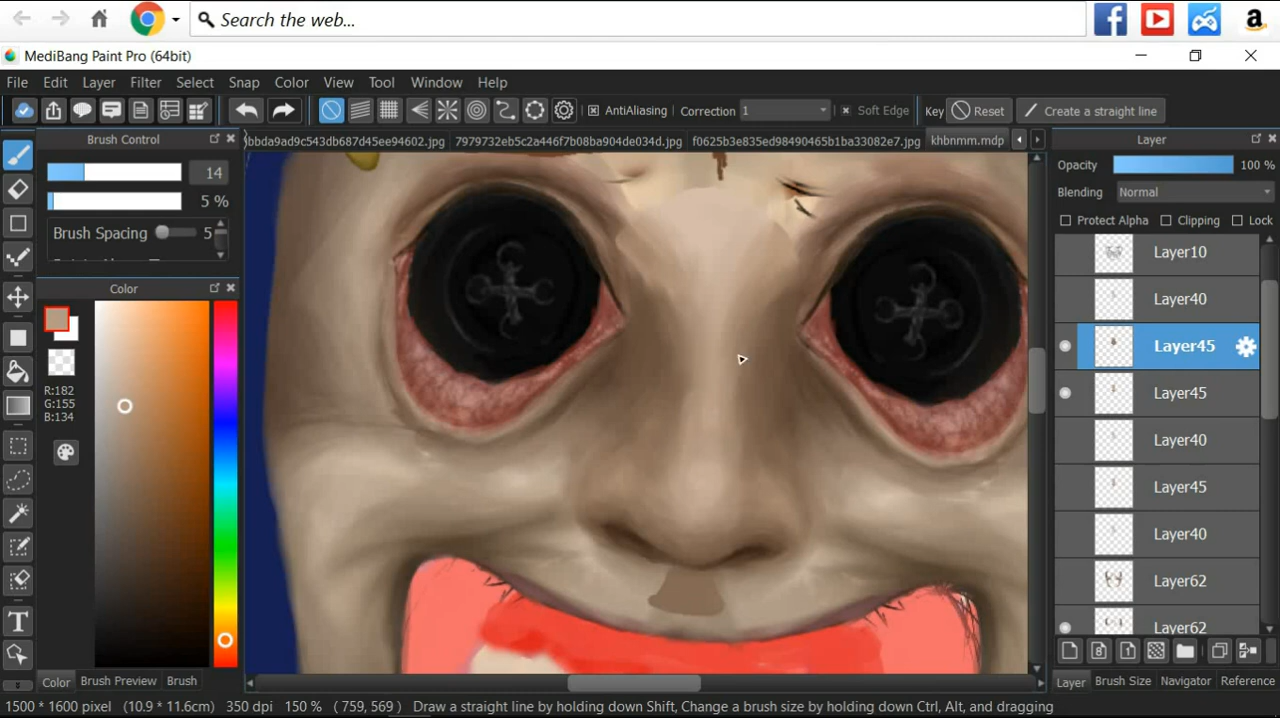 Search the web...
MediBang Paint Pro (64bit)
File Edit Layer Filter Select Snap Color View Tool Window Help
AntiAliasing Correction 1 Soft Edge Key Reset Create a straight line
Brush Control
bbda9ad9c543db687d45ee94602.jpg 7979732eb5c2a446f7b08ba904de034d.jpg f0625b3e835ed98490465b1ba33082e7.jpg khbnmm.mdp
Layer
14
5 %
Brush Spacing 5
Opacity 100 %
Blending Normal
Protect Alpha Clipping Lock
Color
R:182
G:155
B:134
Layer10
Layer40
Layer45
Layer45
Layer40
Layer45
Layer40
Layer62
Layer62
8 1
T
Color Brush Preview Brush
Layer Brush Size Navigator Reference
1500 * 1600 pixel (10.9 * 11.6cm) 350 dpi 150 % ( 759, 569 ) Draw a straight line by holding down Shift, Change a brush size by holding down Ctrl, Alt, and dragging